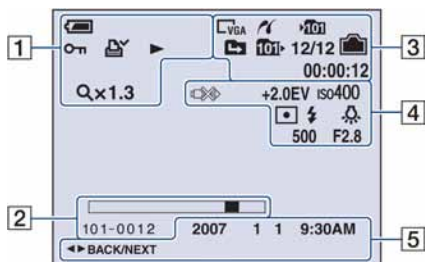 1
VGA 101
101 12/12
3
00:00:12
×1.3
+2.0EV ISO400
4
500 F2.8
2
101-0012 2007 1 1 9:30AM
BACK/NEXT
5